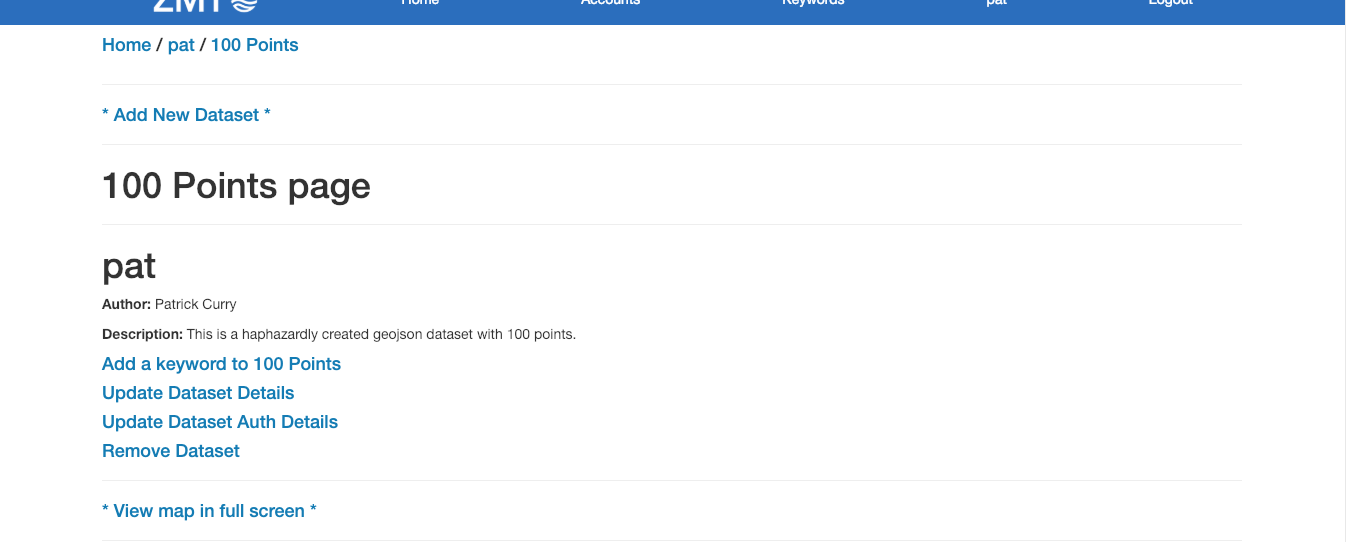 ZMT
Home Accounts Keywords pat Logout
Home / pat / 100 Points
* Add New Dataset *
100 Points page
pat
Author: Patrick Curry
Description: This is a haphazardly created geojson dataset with 100 points.
Add a keyword to 100 Points
Update Dataset Details
Update Dataset Auth Details
Remove Dataset
* View map in full screen *